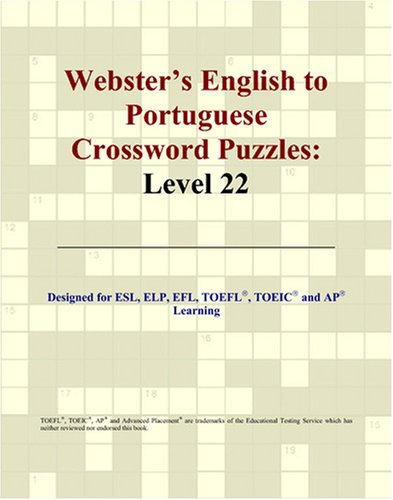 Webster's English to
Portuguese
Crossword Puzzles:
Level 22
Designed for ESL, ELP, EFL, TOEFL®, TOEIC® and AP®
Learning
TOEFL®, TOEIC®, AP® and Advanced Placement® are trademarks of the Educational Testing Service which has
neither reviewed nor endorsed this book.